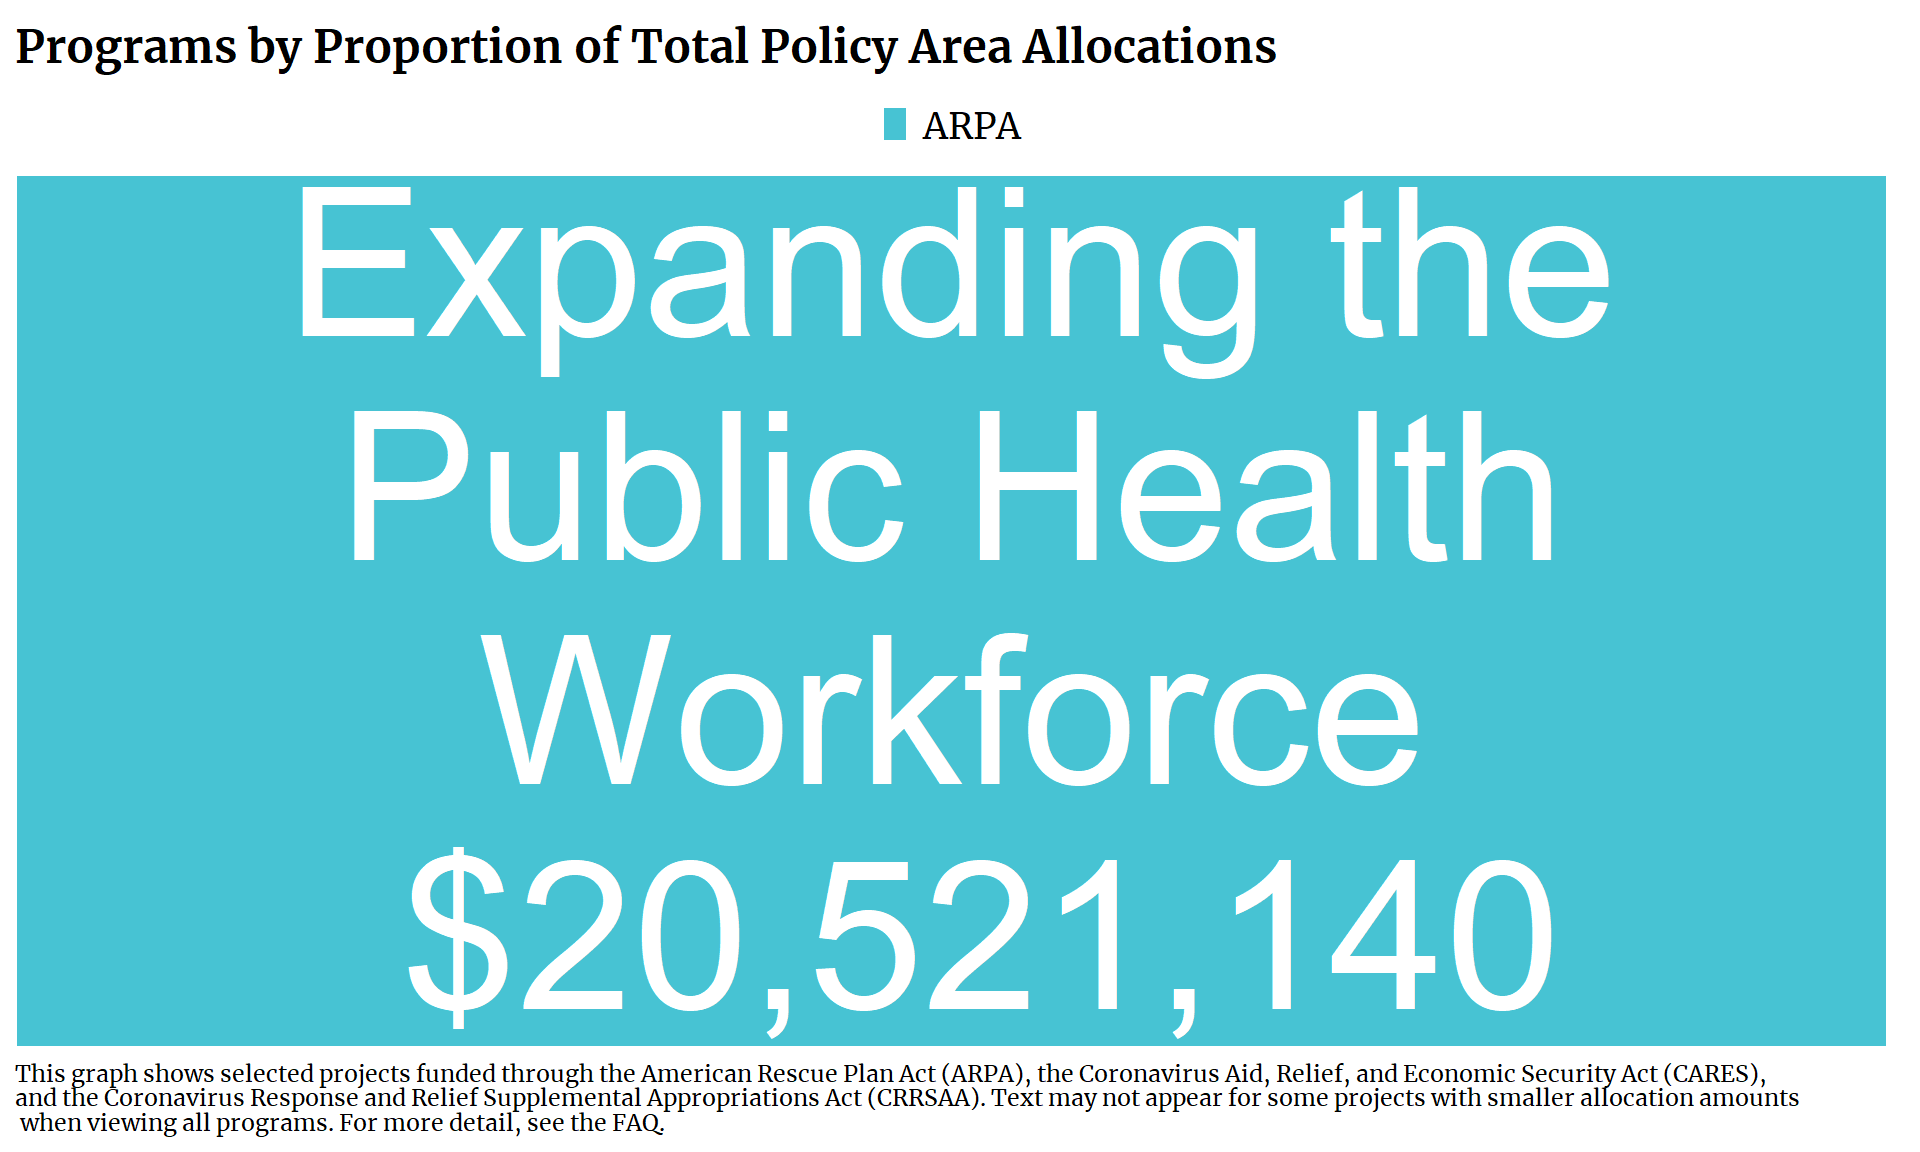 Programs by Proportion of Total Policy Area Allocations
ARPA
Expanding the
Public Health
Workforce
$20,521,140
This graph shows selected projects funded through the American Rescue Plan Act (ARPA), the Coronavirus Aid, Relief, and Economic Security Act (CARES),
and the Coronavirus Response and Relief Supplemental Appropriations Act (CRRSAA). Text may not appear for some projects with smaller allocation amounts
when viewing all programs. For more detail, see the FAQ.